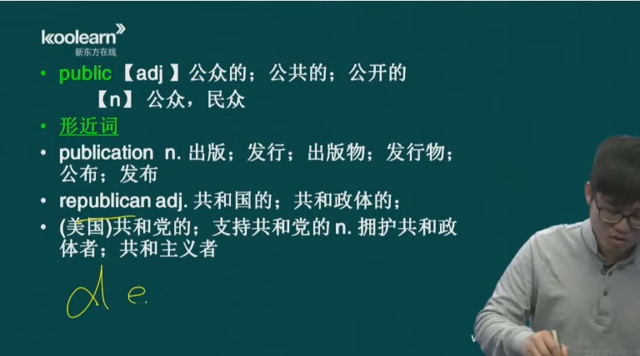 koolearn
新东方在线
• public【adj】公众的；公共的；公开的
【n】公众，民众
• 形近词
• publication n. 出版；发行；出版物；发行物；
公布；发布
• republican adj. 共和国的；共和政体的；
• (美国)共和党的；支持共和党的 n. 拥护共和政
体者；共和主义者
de